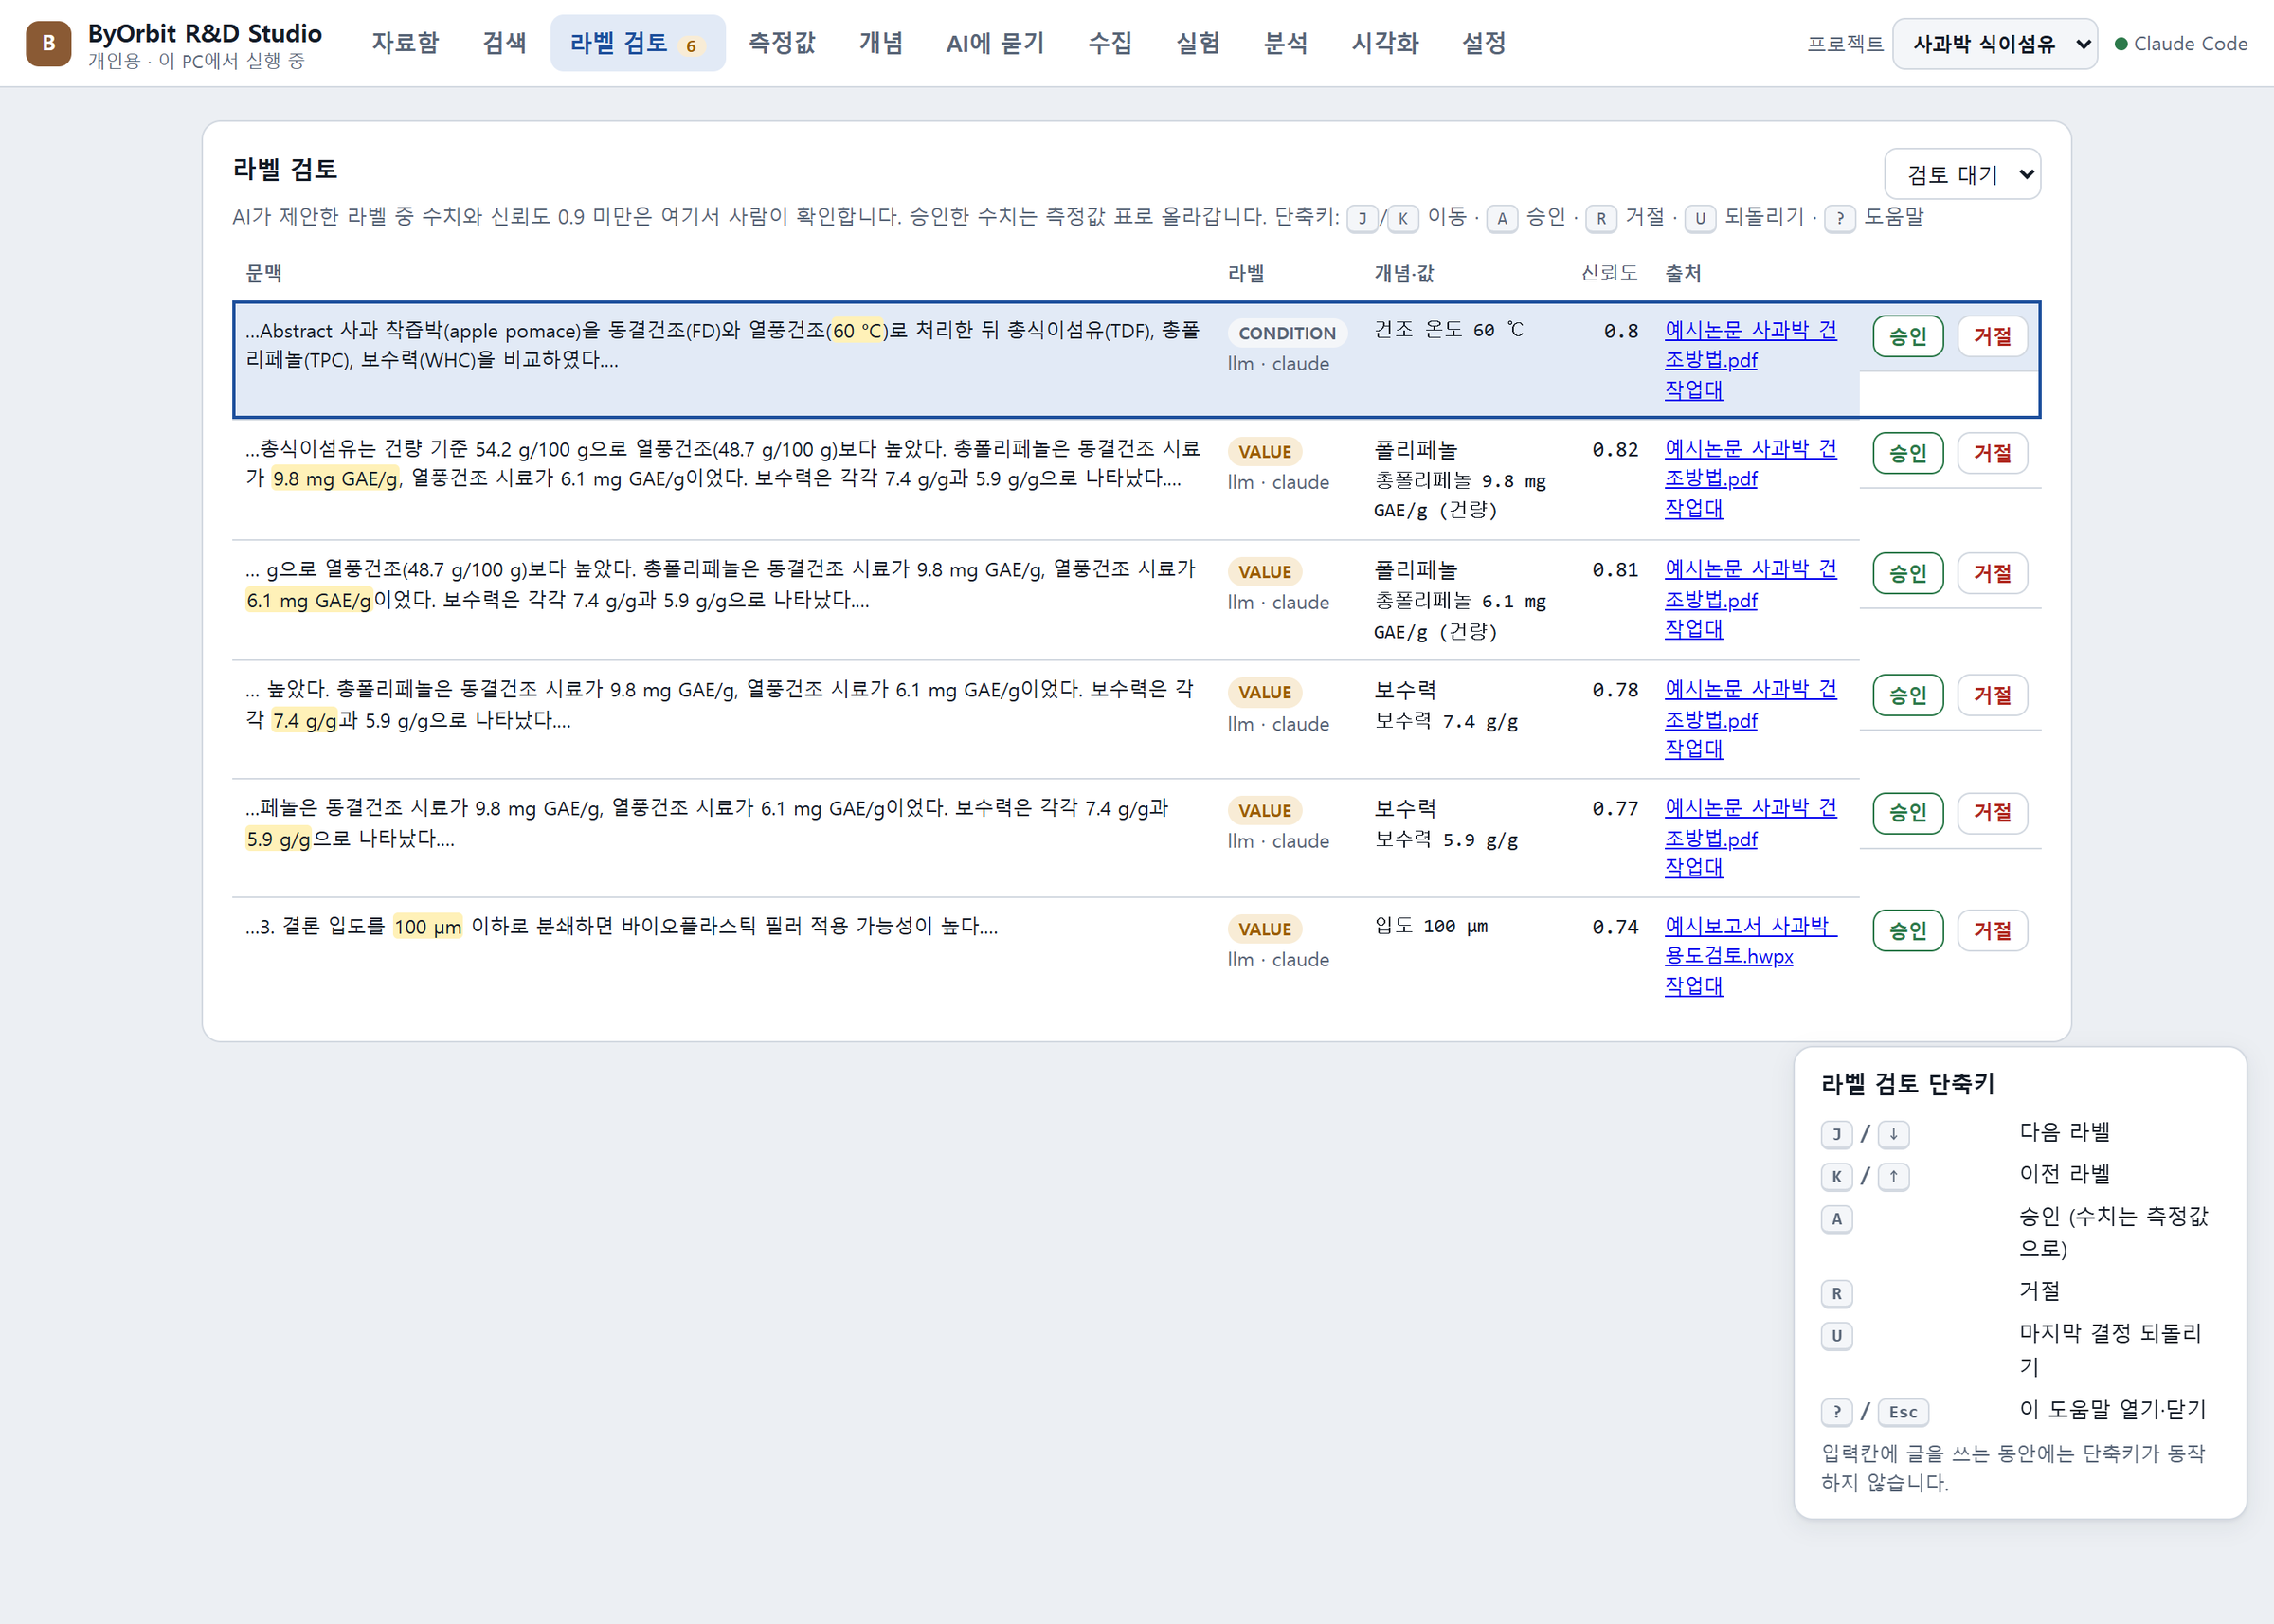 B
ByOrbit R&D Studio
개인용 · 이 PC에서 실행 중
자료함 검색 라벨 검토 6 측정값 개념 AI에 묻기 수집 실험 분석 시각화 설정
프로젝트 사과박 식이섬유 Claude Code
라벨 검토
검토 대기
AI가 제안한 라벨 중 수치와 신뢰도 0.9 미만은 여기서 사람이 확인합니다. 승인한 수치는 측정값 표로 올라갑니다. 단축키: J/K 이동 · A 승인 · R 거절 · U 되돌리기 · ? 도움말
문맥 라벨 개념·값 신뢰도 출처
...Abstract 사과 착즙박(apple pomace)을 동결건조(FD)와 열풍건조(60 °C)로 처리한 뒤 총식이섬유(TDF), 총폴
리페놀(TPC), 보수력(WHC)을 비교하였다....
CONDITION
llm · claude
건조 온도 60 ℃
0.8
예시논문_사과박_건
조방법.pdf
작업대
승인 거절
...총식이섬유는 건량 기준 54.2 g/100 g으로 열풍건조(48.7 g/100 g)보다 높았다. 총폴리페놀은 동결건조 시료
가 9.8 mg GAE/g, 열풍건조 시료가 6.1 mg GAE/g이었다. 보수력은 각각 7.4 g/g과 5.9 g/g으로 나타났다....
VALUE
llm · claude
폴리페놀
총폴리페놀 9.8 mg
GAE/g (건량)
0.82
예시논문_사과박_건
조방법.pdf
작업대
승인 거절
... g으로 열풍건조(48.7 g/100 g)보다 높았다. 총폴리페놀은 동결건조 시료가 9.8 mg GAE/g, 열풍건조 시료가
6.1 mg GAE/g이었다. 보수력은 각각 7.4 g/g과 5.9 g/g으로 나타났다....
VALUE
llm · claude
폴리페놀
총폴리페놀 6.1 mg
GAE/g (건량)
0.81
예시논문_사과박_건
조방법.pdf
작업대
승인 거절
... 높았다. 총폴리페놀은 동결건조 시료가 9.8 mg GAE/g, 열풍건조 시료가 6.1 mg GAE/g이었다. 보수력은 각
각 7.4 g/g과 5.9 g/g으로 나타났다....
VALUE
llm · claude
보수력
보수력 7.4 g/g
0.78
예시논문_사과박_건
조방법.pdf
작업대
승인 거절
...페놀은 동결건조 시료가 9.8 mg GAE/g, 열풍건조 시료가 6.1 mg GAE/g이었다. 보수력은 각각 7.4 g/g과
5.9 g/g으로 나타났다....
VALUE
llm · claude
보수력
보수력 5.9 g/g
0.77
예시논문_사과박_건
조방법.pdf
작업대
승인 거절
...3. 결론 입도를 100 µm 이하로 분쇄하면 바이오플라스틱 필러 적용 가능성이 높다....
VALUE
llm · claude
입도 100 µm
0.74
예시보고서_사과박_
용도검토.hwpx
작업대
승인 거절
라벨 검토 단축키
J / ↓ 다음 라벨
K / ↑ 이전 라벨
A 승인 (수치는 측정값
으로)
R 거절
U 마지막 결정 되돌리
기
? / Esc 이 도움말 열기·닫기
입력칸에 글을 쓰는 동안에는 단축키가 동작
하지 않습니다.